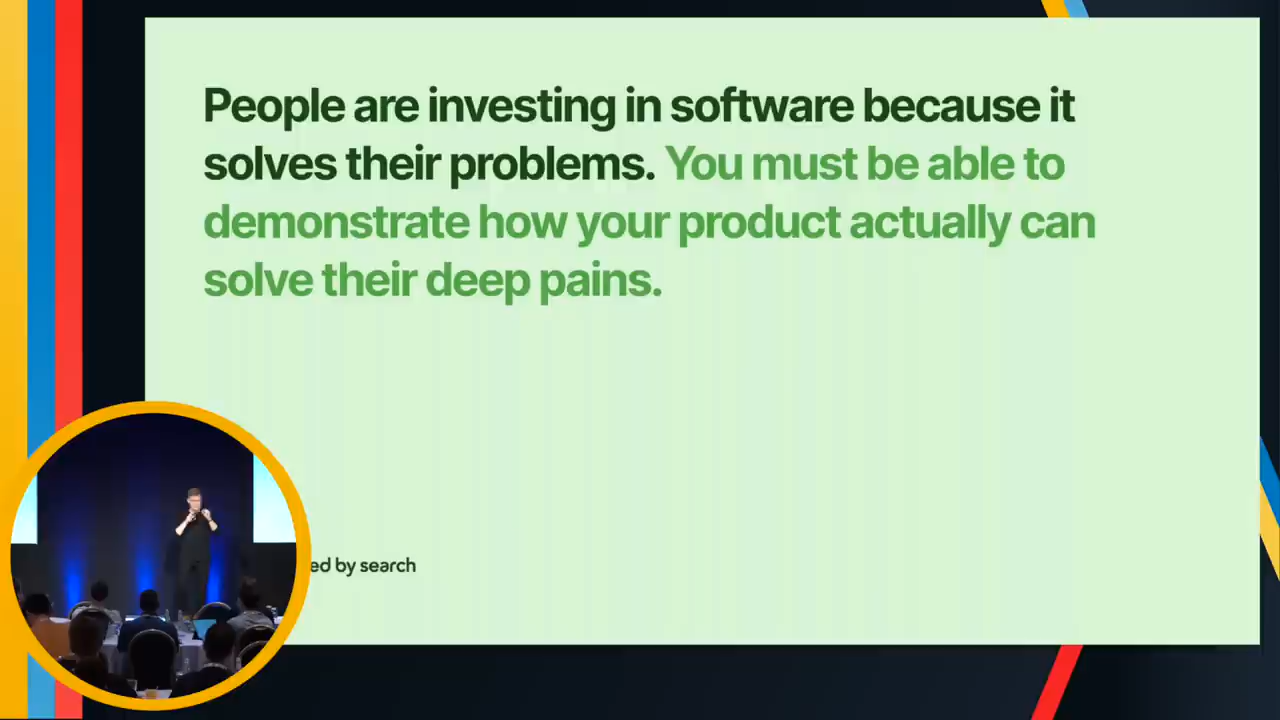 People are investing in software because it
solves their problems. You must be able to
demonstrate how your product actually can
solve their deep pains.
by search